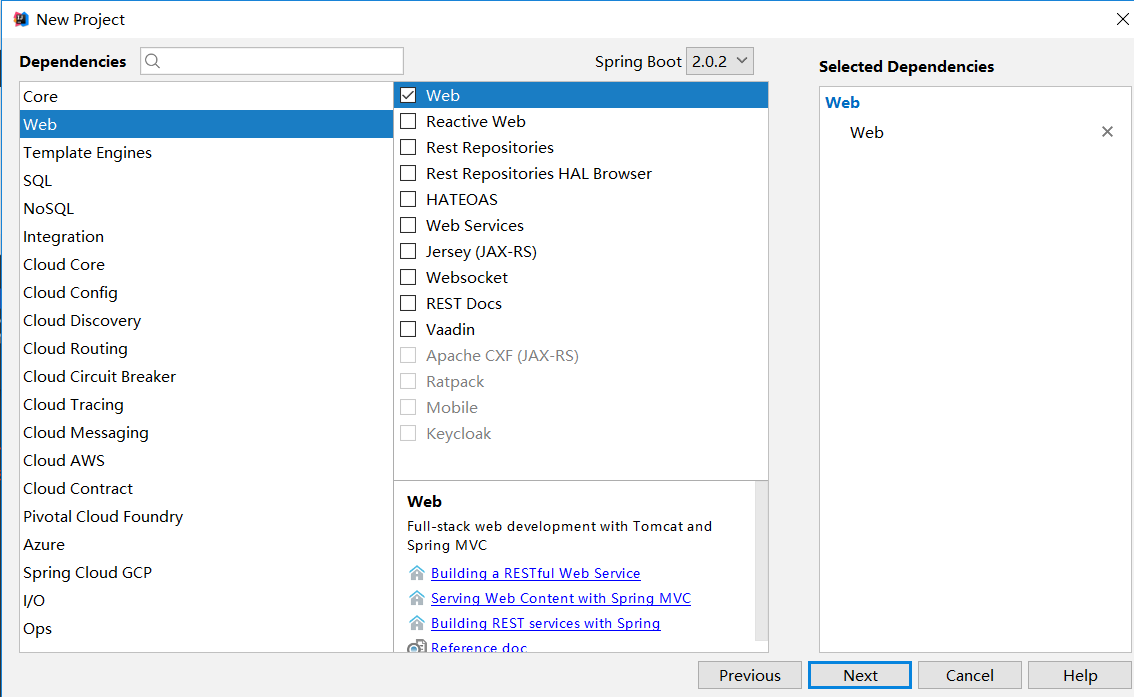 New Project
Dependencies
Spring Boot 2.0.2
Selected Dependencies
Core
Web
Template Engines
SQL
NoSQL
Integration
Cloud Core
Cloud Config
Cloud Discovery
Cloud Routing
Cloud Circuit Breaker
Cloud Tracing
Cloud Messaging
Cloud AWS
Cloud Contract
Pivotal Cloud Foundry
Azure
Spring Cloud GCP
I/O
Ops
Web
Reactive Web
Rest Repositories
Rest Repositories HAL Browser
HATEOAS
Web Services
Jersey (JAX-RS)
Websocket
REST Docs
Vaadin
Apache CXF (JAX-RS)
Ratpack
Mobile
Keycloak
Web
Full-stack web development with Tomcat and
Spring MVC
Building a RESTful Web Service
Serving Web Content with Spring MVC
Building REST services with Spring
Reference doc
Web
Web
Previous
Next
Cancel
Help